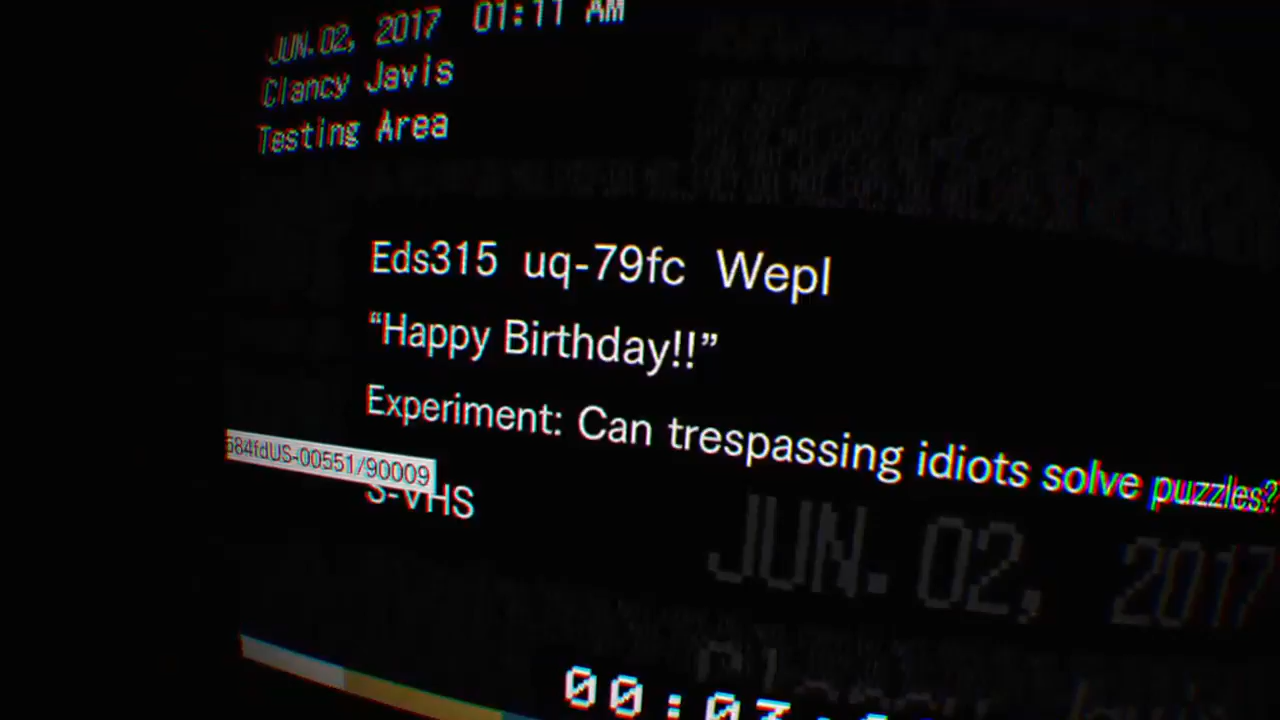 JUN. 02, 2017 01:11 AM
Clancy Javis
Testing Area
Eds315 uq-79fc Wepl
“Happy Birthday!!”
Experiment: Can trespassing idiots solve puzzles?
584fdUS-00551/90009
S-VHS
JUN. 02, 2017